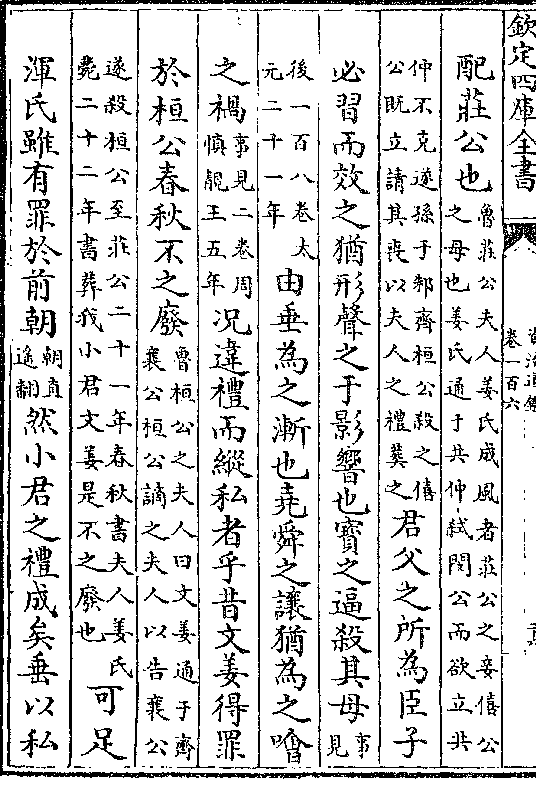 欽定四庫全書
資治通鑑
卷一百六
配莊公也魯莊公夫人姜氏成風者莊公之妾僖公之母也姜氏通于共仲弑閔公而欲立共
仲不克遂孫于邾齊桓公殺之僖公既立請其喪以夫人之禮葬之君父之所為臣子
必習而效之猶形聲之于影響也寶之逼殺其母事見
後一百八卷太元二十一年由垂為之漸也堯舜之讓猶為之噲
之禍事見二卷周慎靚王五年况違禮而縱私者乎昔文姜得罪
於桓公春秋不之廢魯桓公之夫人曰文姜通于齊襄公桓公謫之夫人以告襄公
遂殺桓公至莊公二十一年春秋書夫人姜氏薨二十二年書葬我小君文姜是不之廢也可足
渾氏雖有罪於前朝朝直遙翻然小君之禮成矣垂以私